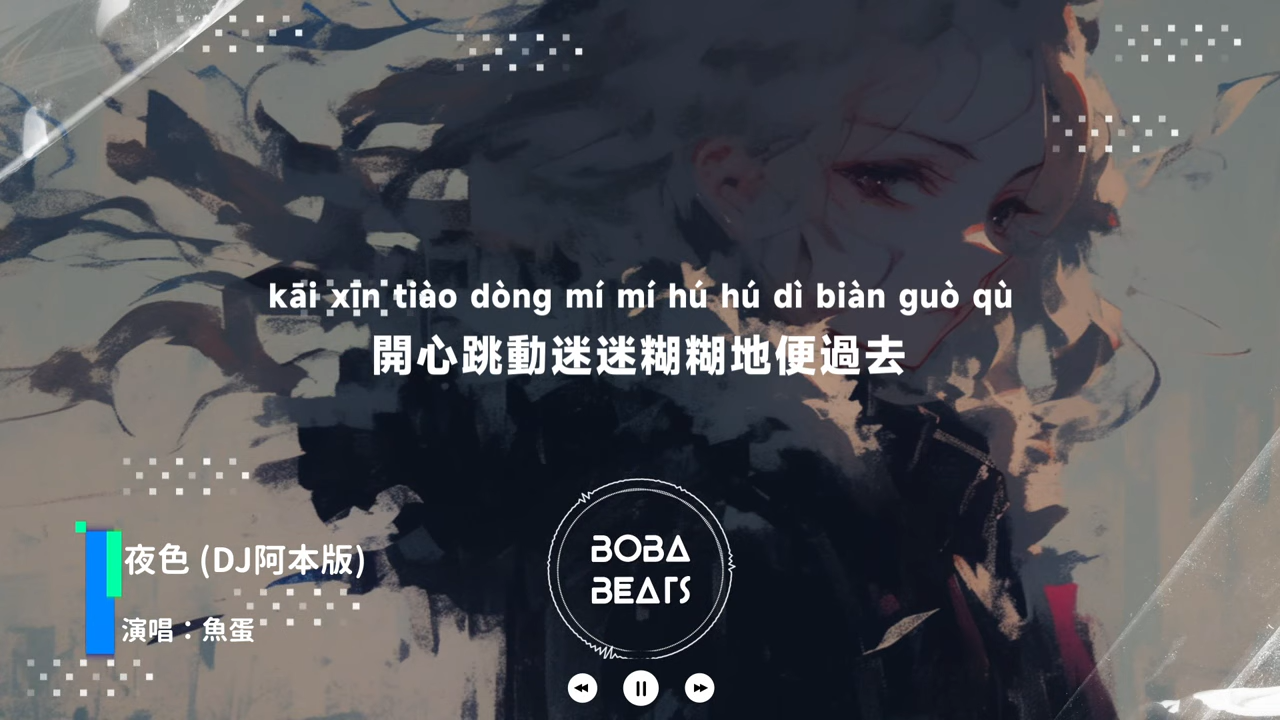 kāi xīn tiào dòng mí mí hú hú dì biàn guò qù
開心跳動迷迷糊糊地便過去
夜色 (DJ阿本版)
演唱：魚蛋
BOBA
BEATS